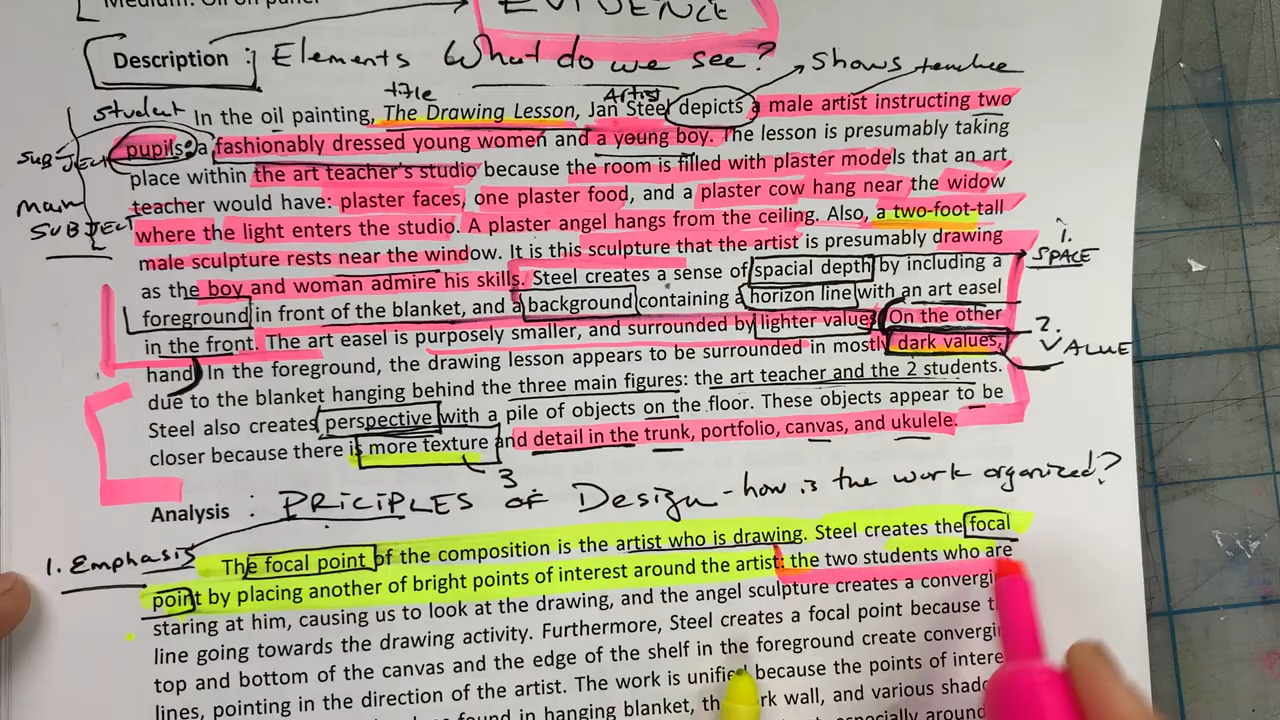 Medium: Oil on panel
EVIDENCE
Description : Elements What do we see? shows teacher
title Artist
student In the oil painting, The Drawing Lesson, Jan Steel depicts a male artist instructing two
SUBJECT pupils: a fashionably dressed young women and a young boy. The lesson is presumably taking
place within the art teacher's studio because the room is filled with plaster models that an art
main teacher would have: plaster faces, one plaster food, and a plaster cow hang near the widow
SUBJECT where the light enters the studio. A plaster angel hangs from the ceiling. Also, a two-foot-tall
male sculpture rests near the window. It is this sculpture that the artist is presumably drawing
1. SPACE
as the boy and woman admire his skills. Steel creates a sense of spacial depth by including a
foreground in front of the blanket, and a background containing a horizon line with an art easel
in the front. The art easel is purposely smaller, and surrounded by lighter values. On the other
2. VALUE
hand, In the foreground, the drawing lesson appears to be surrounded in mostly dark values,
due to the blanket hanging behind the three main figures: the art teacher and the 2 students.
Steel also creates perspective with a pile of objects on the floor. These objects appear to be
closer because there is more texture and detail in the trunk, portfolio, canvas, and ukulele.
3.
Analysis : PRICIPLES of Design - how is the work organized?
1. Emphasis The focal point of the composition is the artist who is drawing. Steel creates the focal
point by placing another of bright points of interest around the artist: the two students who are
staring at him, causing us to look at the drawing, and the angel sculpture creates a convergin
line going towards the drawing activity. Furthermore, Steel creates a focal point because t
top and bottom of the canvas and the edge of the shelf in the foreground create convergin
lines, pointing in the direction of the artist. The work is unified because the points of intere
found in hanging blanket, th rk wall, and various shado
especially around